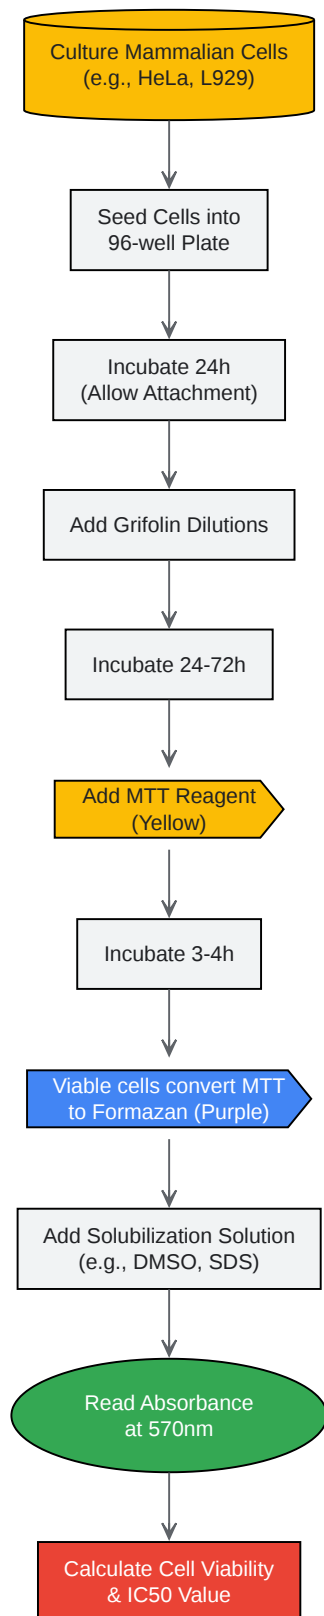 Culture Mammalian Cells
(e.g., HeLa, L929)
Seed Cells into
96-well Plate
Incubate 24h
(Allow Attachment)
Add Grifolin Dilutions
Incubate 24-72h
Add MTT Reagent
(Yellow)
Incubate 3-4h
Viable cells convert MTT
to Formazan (Purple)
Add Solubilization Solution
(e.g., DMSO, SDS)
Read Absorbance
at 570nm
Calculate Cell Viability
& IC50 Value